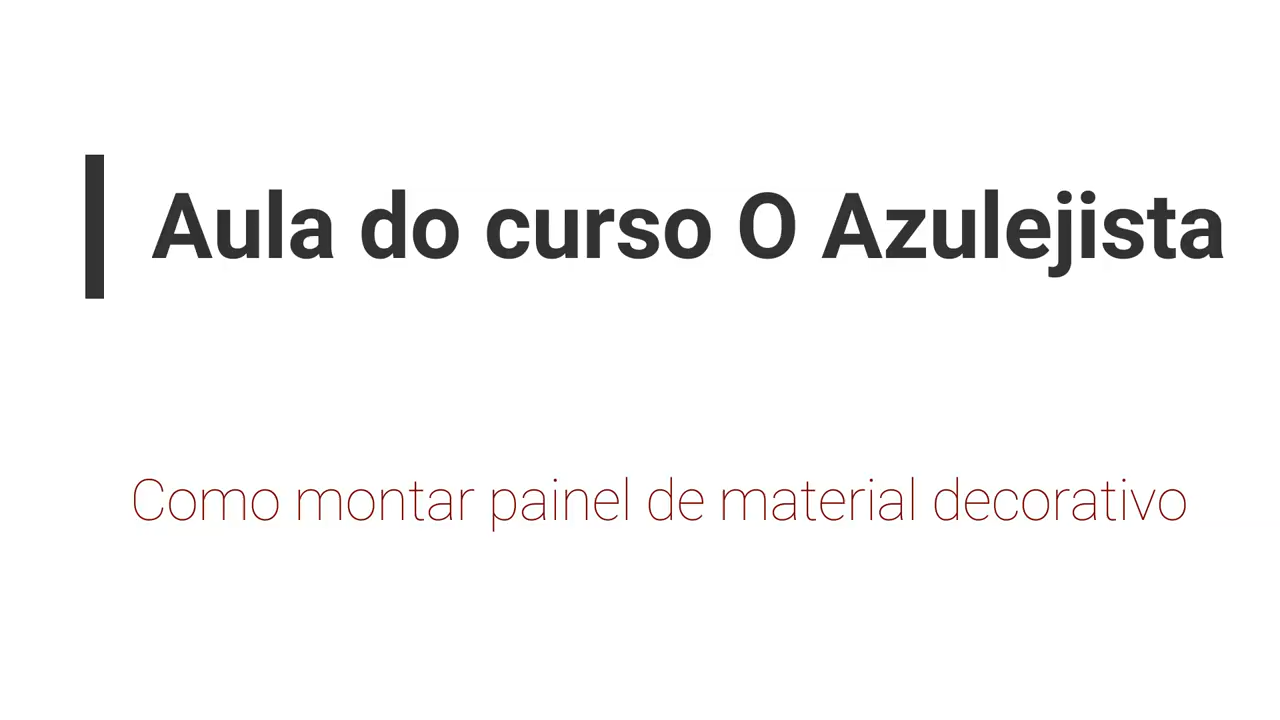 Aula do curso O Azulejista
Como montar painel de material decorativo